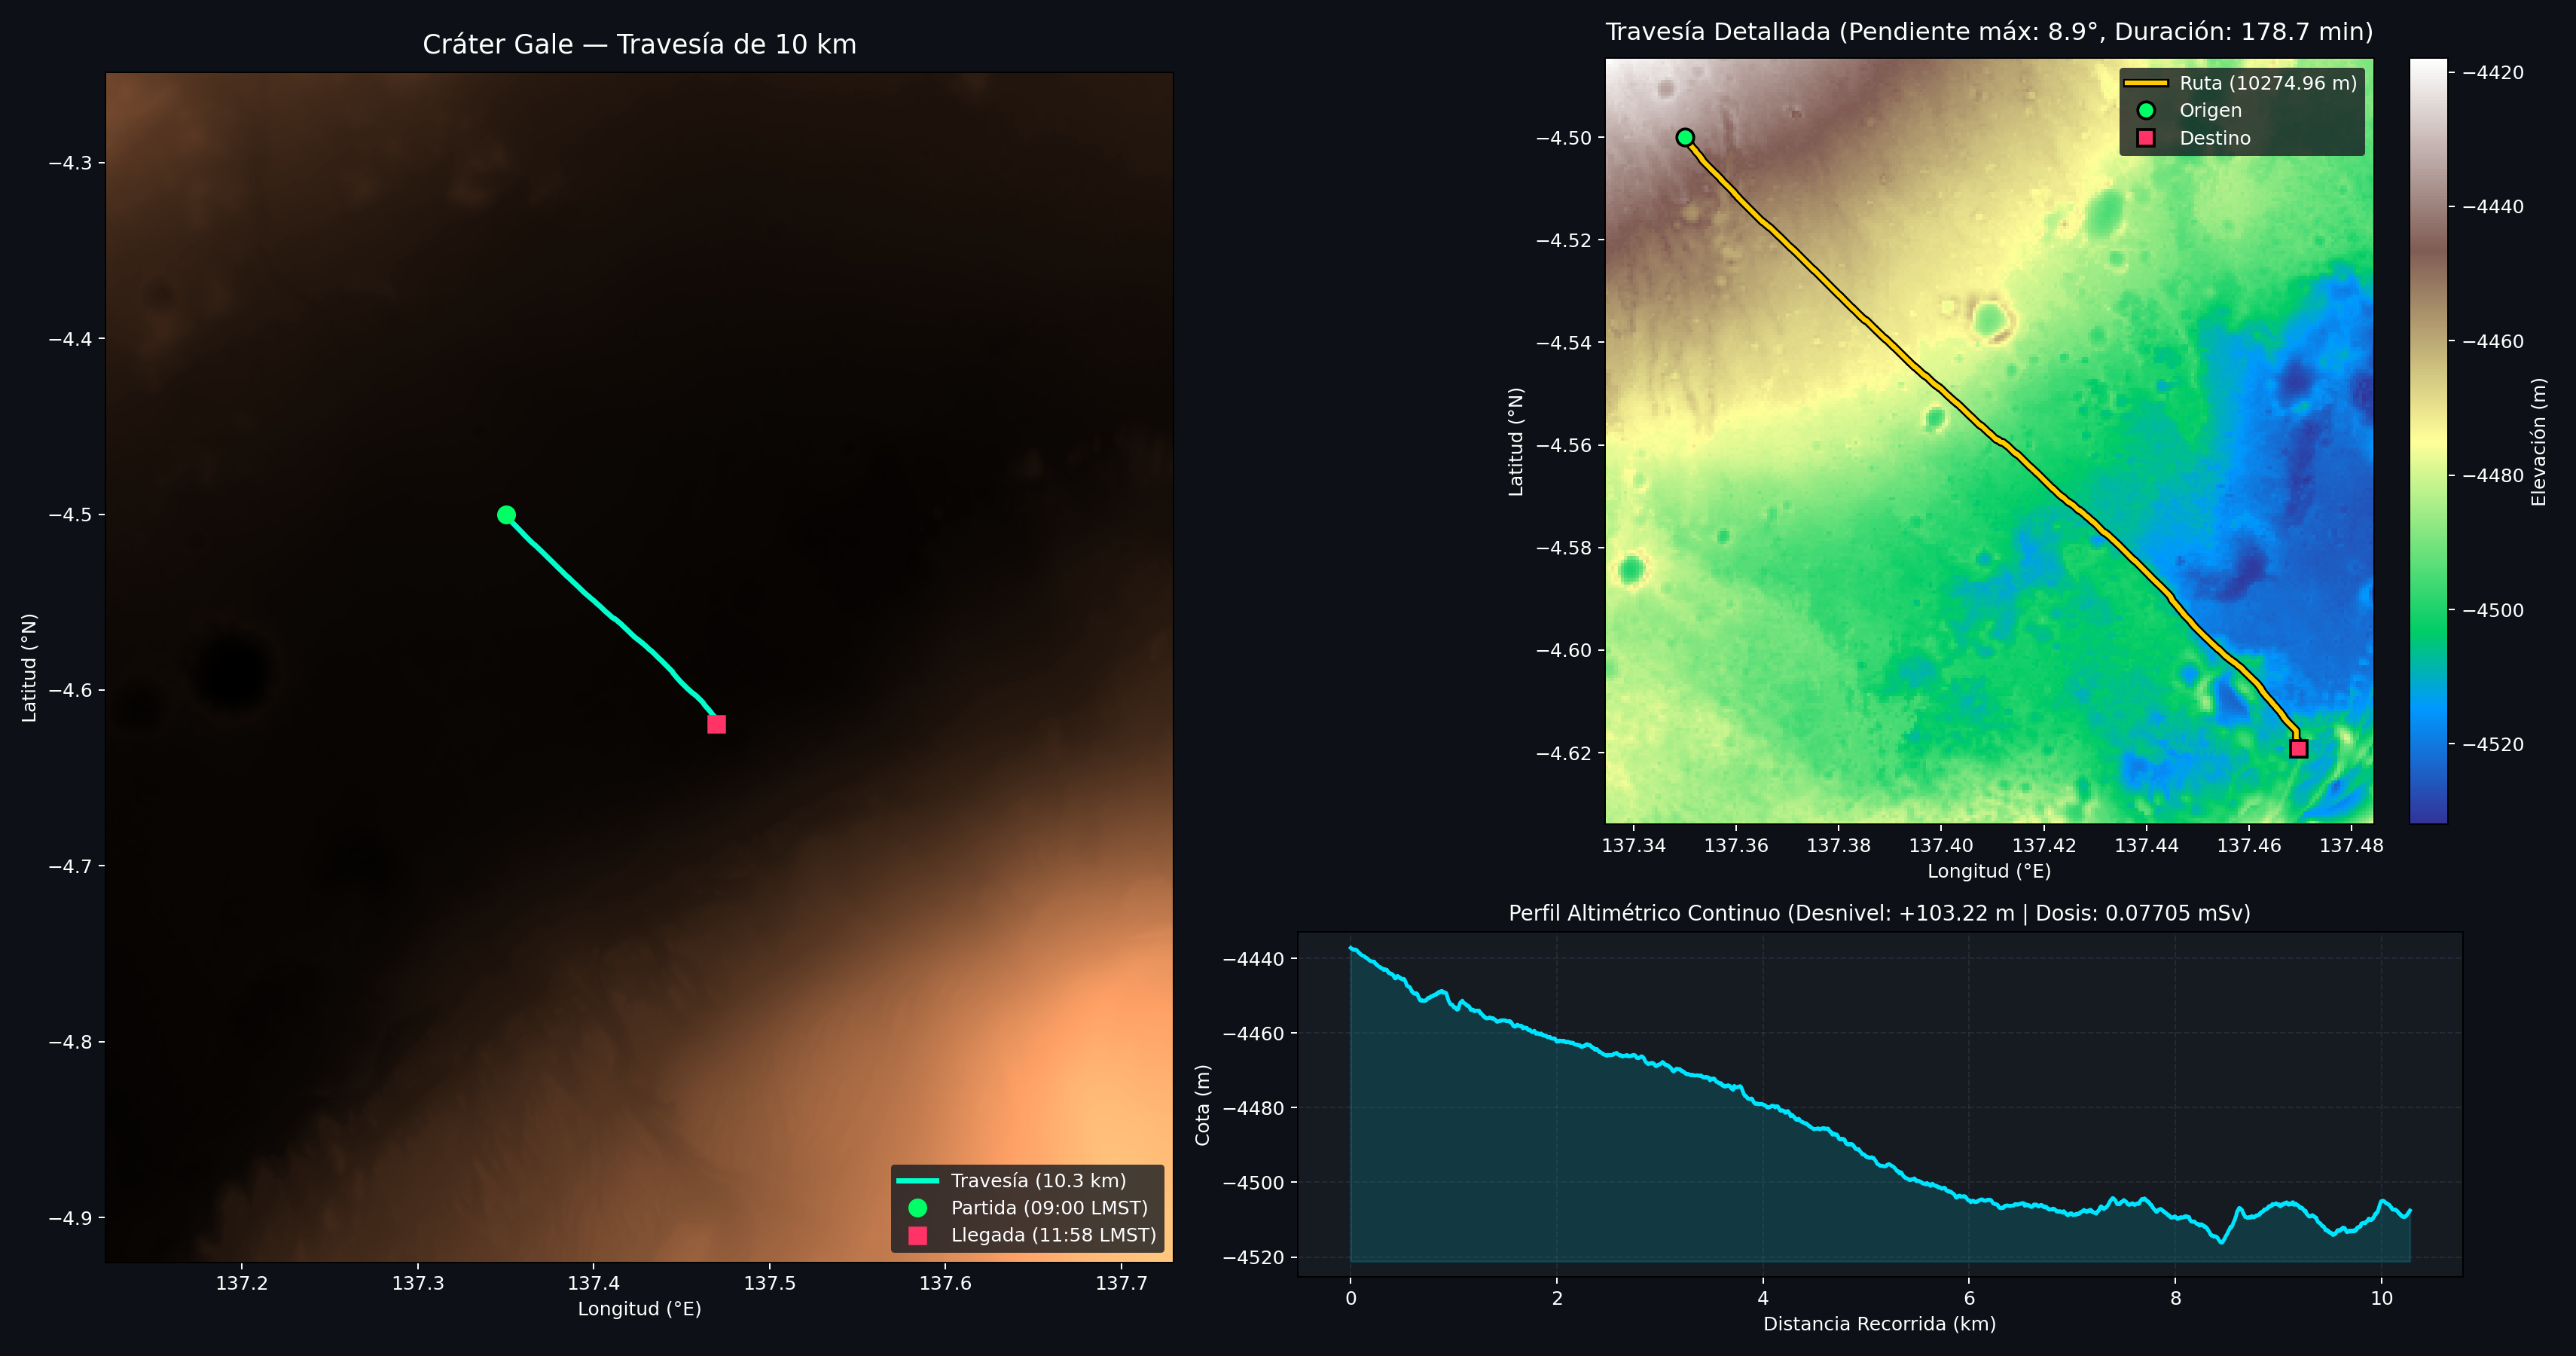 Cráter Gale — Travesía de 10 km
−4.3
−4.4
−4.5
−4.6
−4.7
−4.8
−4.9
Latitud (°N)
137.2 137.3 137.4 137.5 137.6 137.7
Longitud (°E)
Travesía (10.3 km)
Partida (09:00 LMST)
Llegada (11:58 LMST)
Travesía Detallada (Pendiente máx: 8.9°, Duración: 178.7 min)
Ruta (10274.96 m)
Origen
Destino
−4.50
−4.52
−4.54
−4.56
−4.58
−4.60
−4.62
Latitud (°N)
137.34 137.36 137.38 137.40 137.42 137.44 137.46 137.48
Longitud (°E)
−4420
−4440
−4460
−4480
−4500
−4520
Elevación (m)
Perfil Altimétrico Continuo (Desnivel: +103.22 m | Dosis: 0.07705 mSv)
−4440
−4460
−4480
−4500
−4520
Cota (m)
0 2 4 6 8 10
Distancia Recorrida (km)